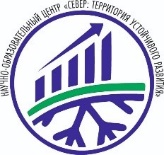 НАУЧНО-ОБРАЗОВАТЕЛЬНЫЙ ЦЕНТР «СЕВЕР: ТЕРРИТОРИЯ УСТОЙЧИВОГО РАЗВИТИЯ»